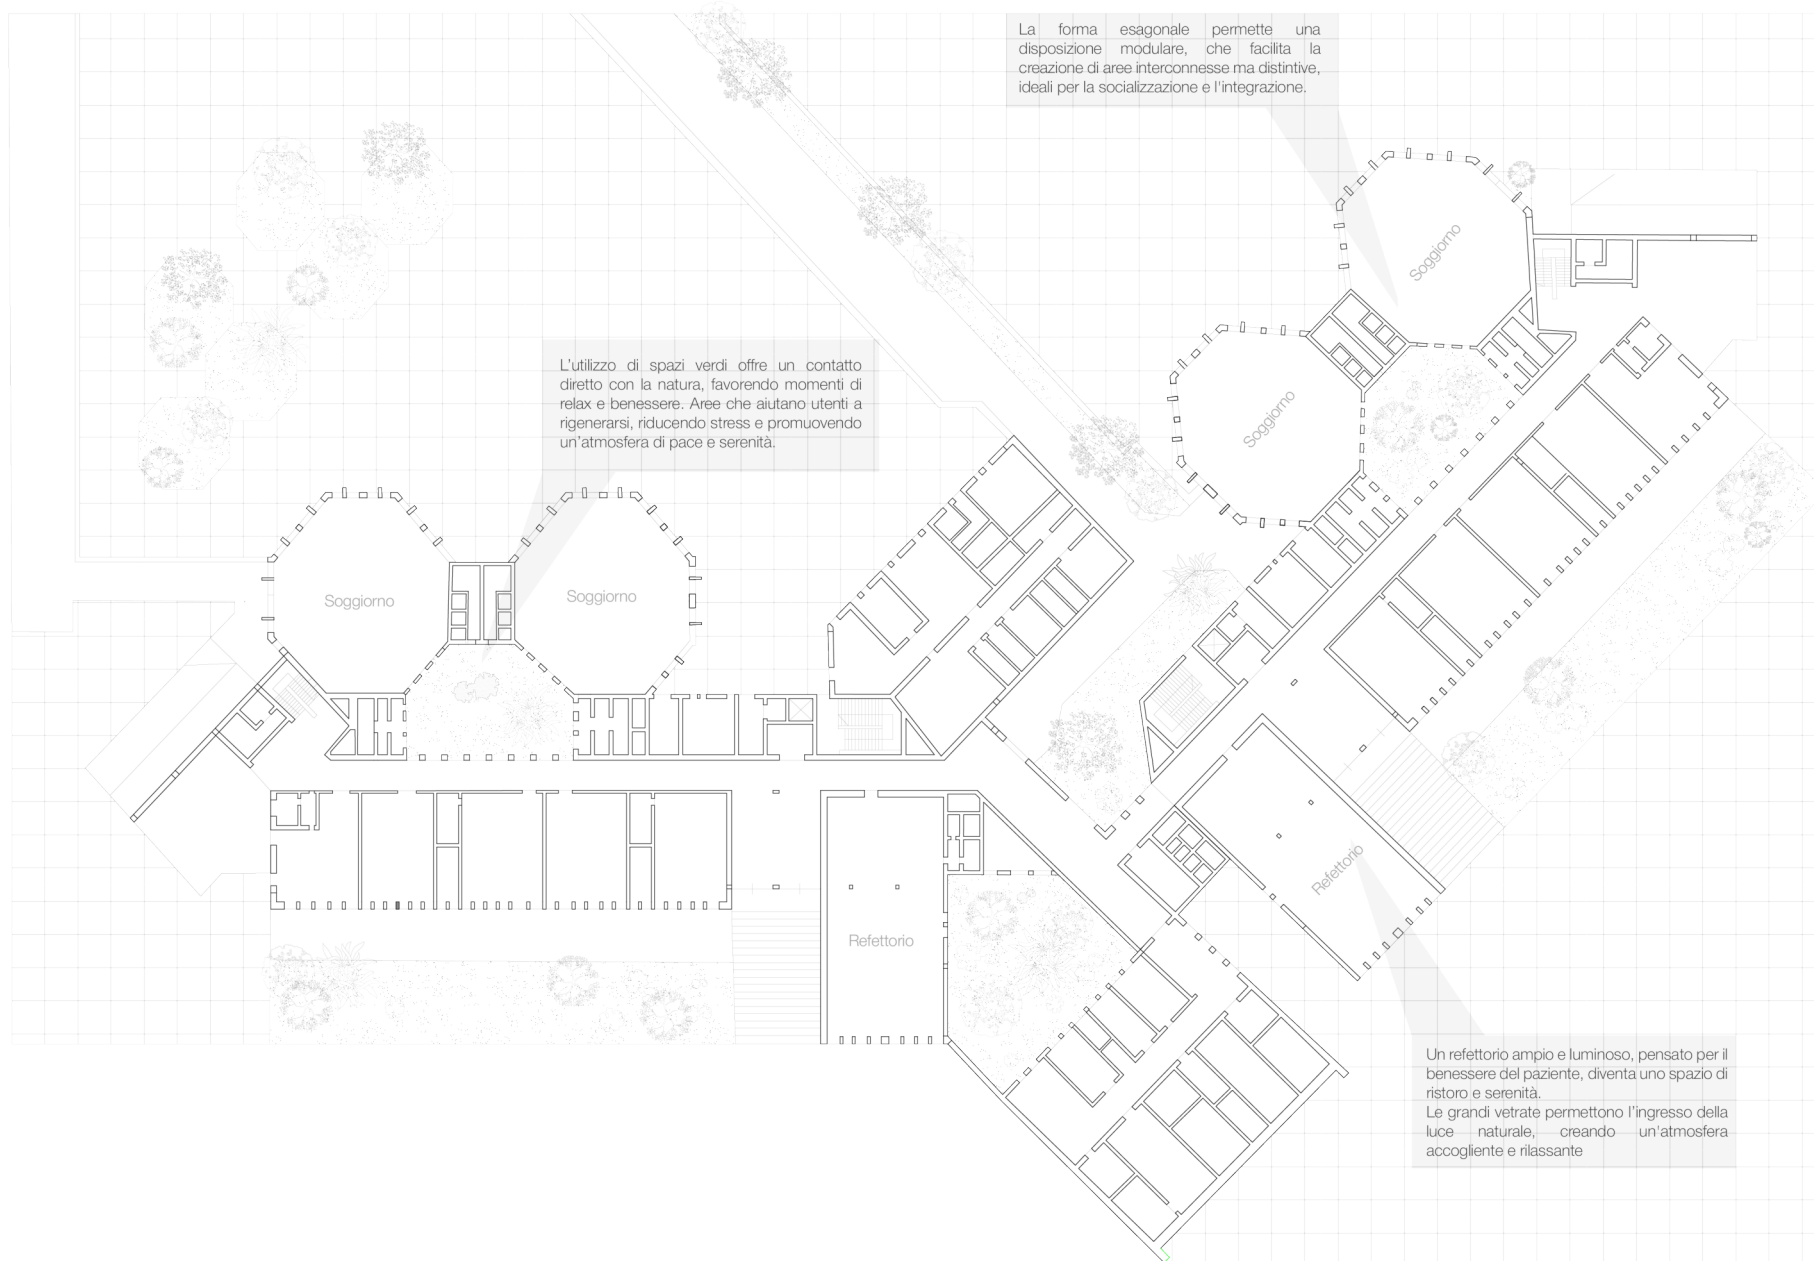 La forma esagonale permette una
disposizione modulare, che facilita la
creazione di aree interconnesse ma distintive,
ideali per la socializzazione e l'integrazione.
Soggiorno
Soggiorno
L'utilizzo di spazi verdi offre un contatto
diretto con la natura, favorendo momenti di
relax e benessere. Aree che aiutano utenti a
rigenerarsi, riducendo stress e promuovendo
un'atmosfera di pace e serenità.
Soggiorno
Soggiorno
Refettorio
Refettorio
Un refettorio ampio e luminoso, pensato per il
benessere del paziente, diventa uno spazio di
ristoro e serenità.
Le grandi vetrate permettono l'ingresso della
luce naturale, creando un'atmosfera
accogliente e rilassante